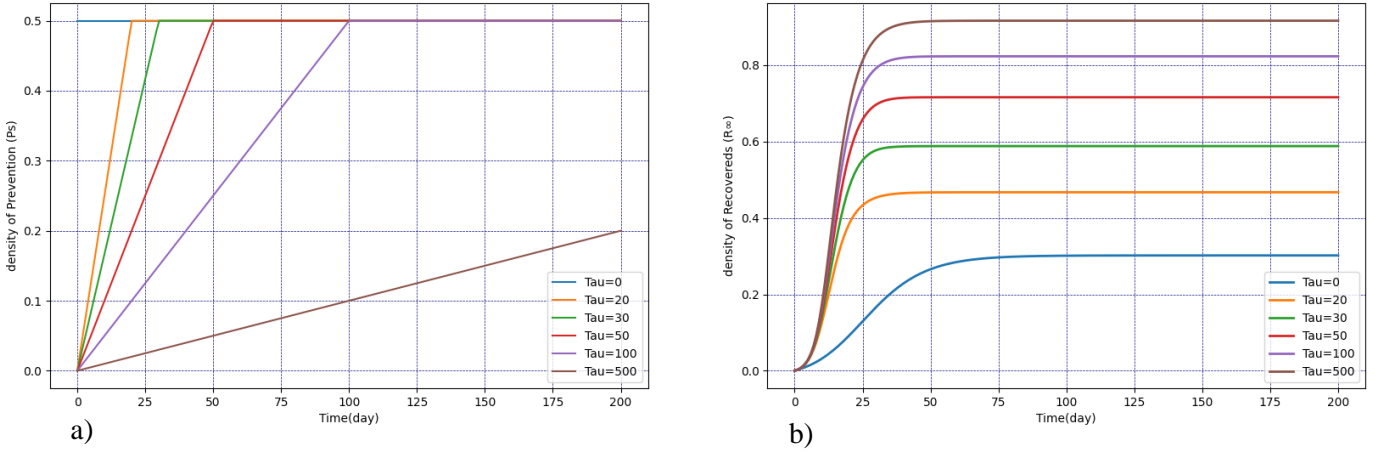 density of Prevention (Ps)
0.5
0.4
0.3
0.2
0.1
0.0
0
25
50
75
100
125
150
175
200
Time(day)
Tau=0
Tau=20
Tau=30
Tau=50
Tau=100
Tau=500
a)
density of Recovereds (R∞)
0.8
0.6
0.4
0.2
0.0
0
25
50
75
100
125
150
175
200
Time(day)
Tau=0
Tau=20
Tau=30
Tau=50
Tau=100
Tau=500
b)